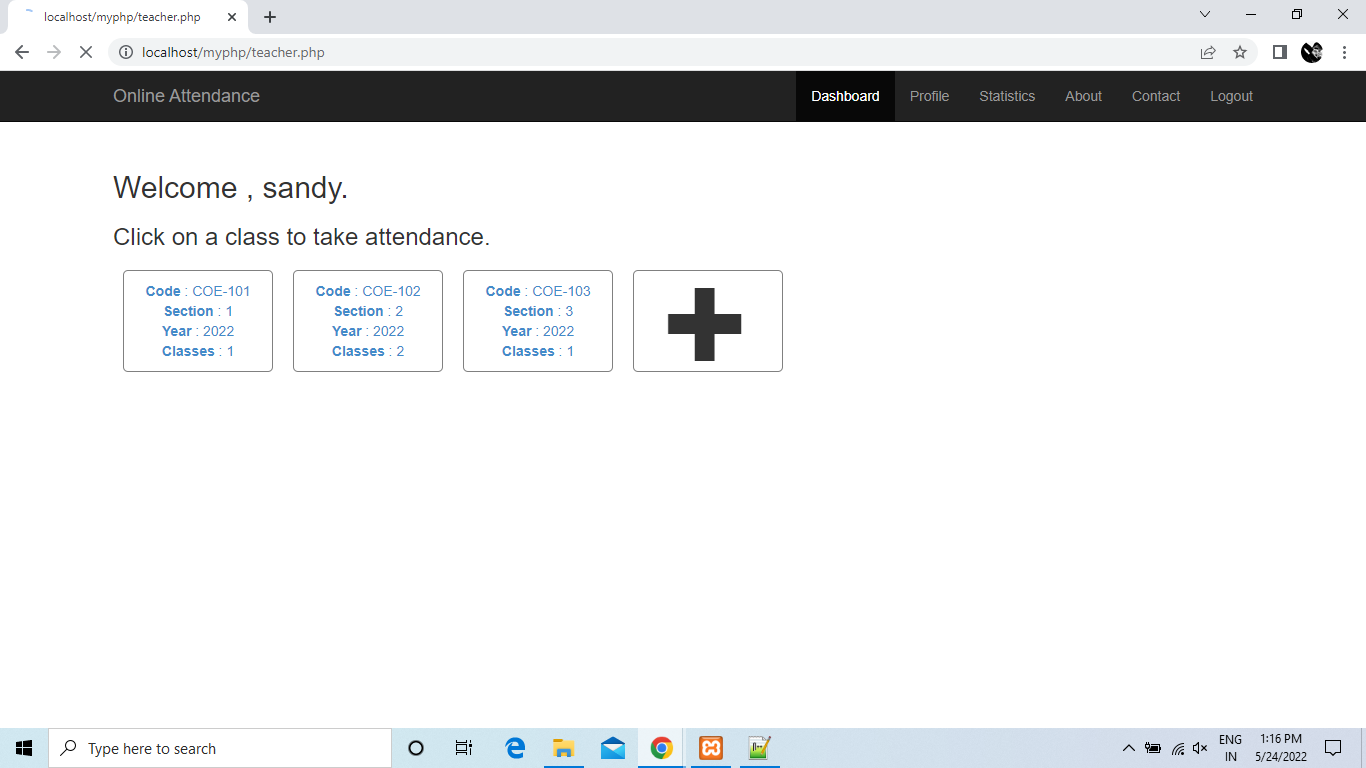 localhost/myphp/teacher.php
localhost/myphp/teacher.php
Online Attendance
Dashboard
Profile
Statistics
About
Contact
Logout
Welcome , sandy.
Click on a class to take attendance.
Code : COE-101
Section : 1
Year : 2022
Classes : 1
Code : COE-102
Section : 2
Year : 2022
Classes : 2
Code : COE-103
Section : 3
Year : 2022
Classes : 1
Type here to search
ENG
IN
1:16 PM
5/24/2022